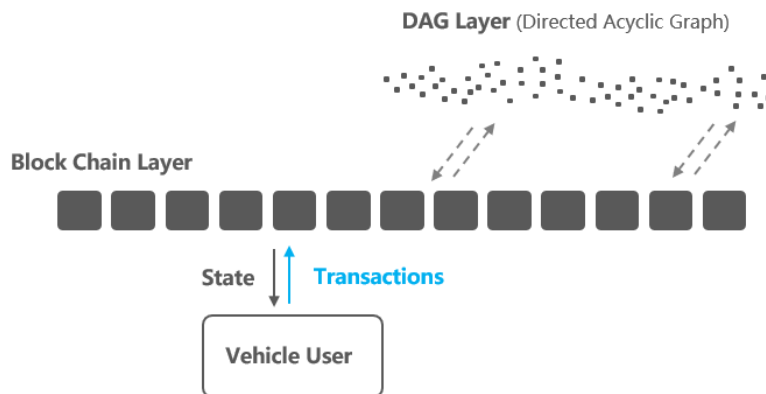 DAG Layer (Directed Acyclic Graph)
Block Chain Layer
State
Transactions
Vehicle User